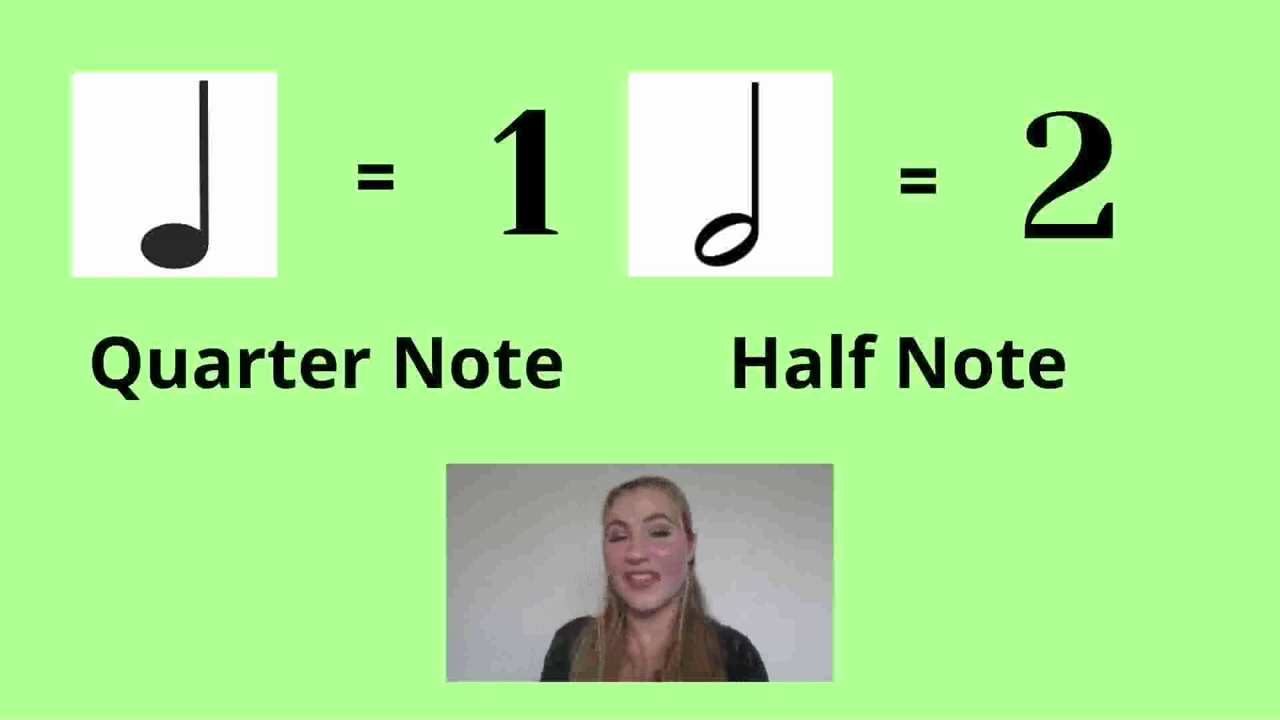 = 1 = 2
Quarter Note Half Note